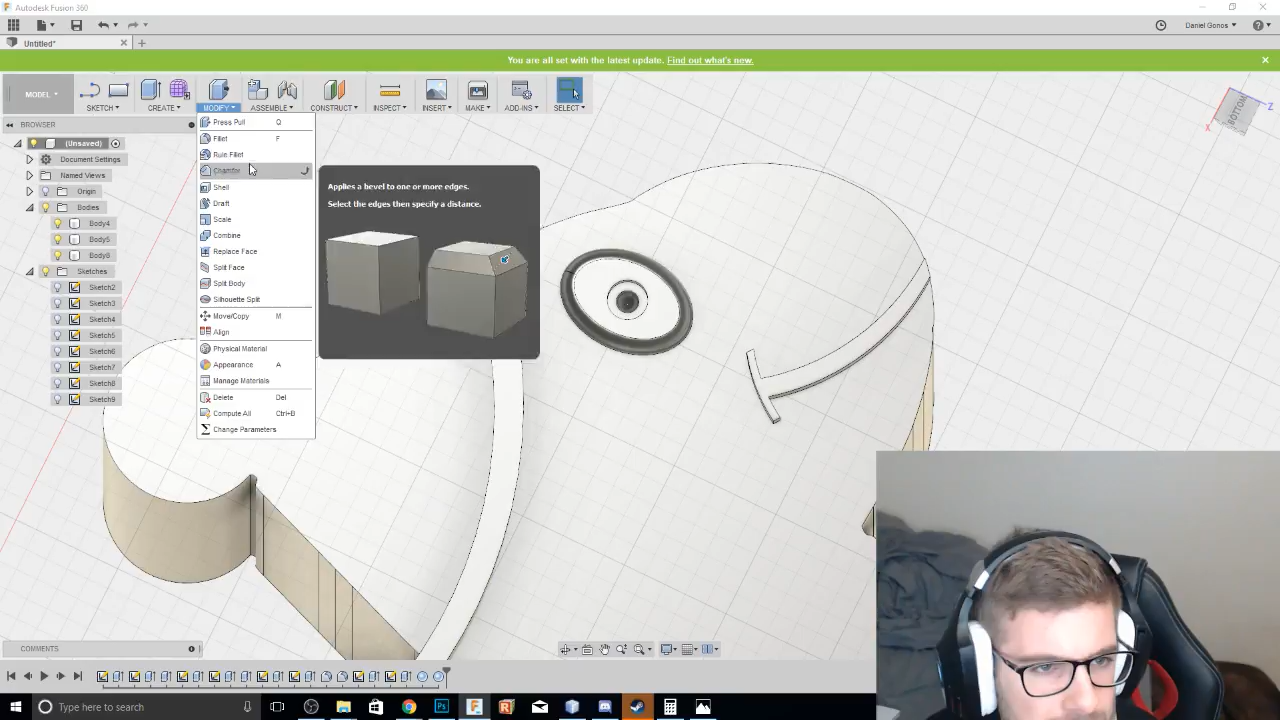 Autodesk Fusion 360
Daniel Gonos
Untitled*
You are all set with the latest update. Find out what's new.
MODEL
SKETCH
CREATE
MODIFY
ASSEMBLE
CONSTRUCT
INSPECT
INSERT
MAKE
ADD-INS
SELECT
BROWSER
(Unsaved)
Document Settings
Named Views
Origin
Bodies
Body4
Body5
Body8
Sketches
Sketch2
Sketch3
Sketch4
Sketch5
Sketch6
Sketch7
Sketch8
Sketch9
Press Pull Q
Fillet F
Rule Fillet
Chamfer
Shell
Draft
Scale
Combine
Replace Face
Split Face
Split Body
Silhouette Split
Move/Copy M
Align
Physical Material
Appearance A
Manage Materials
Delete Del
Compute All Ctrl+B
Change Parameters
Applies a bevel to one or more edges.
Select the edges then specify a distance.
BOTTOM
X
Z
COMMENTS
Type here to search